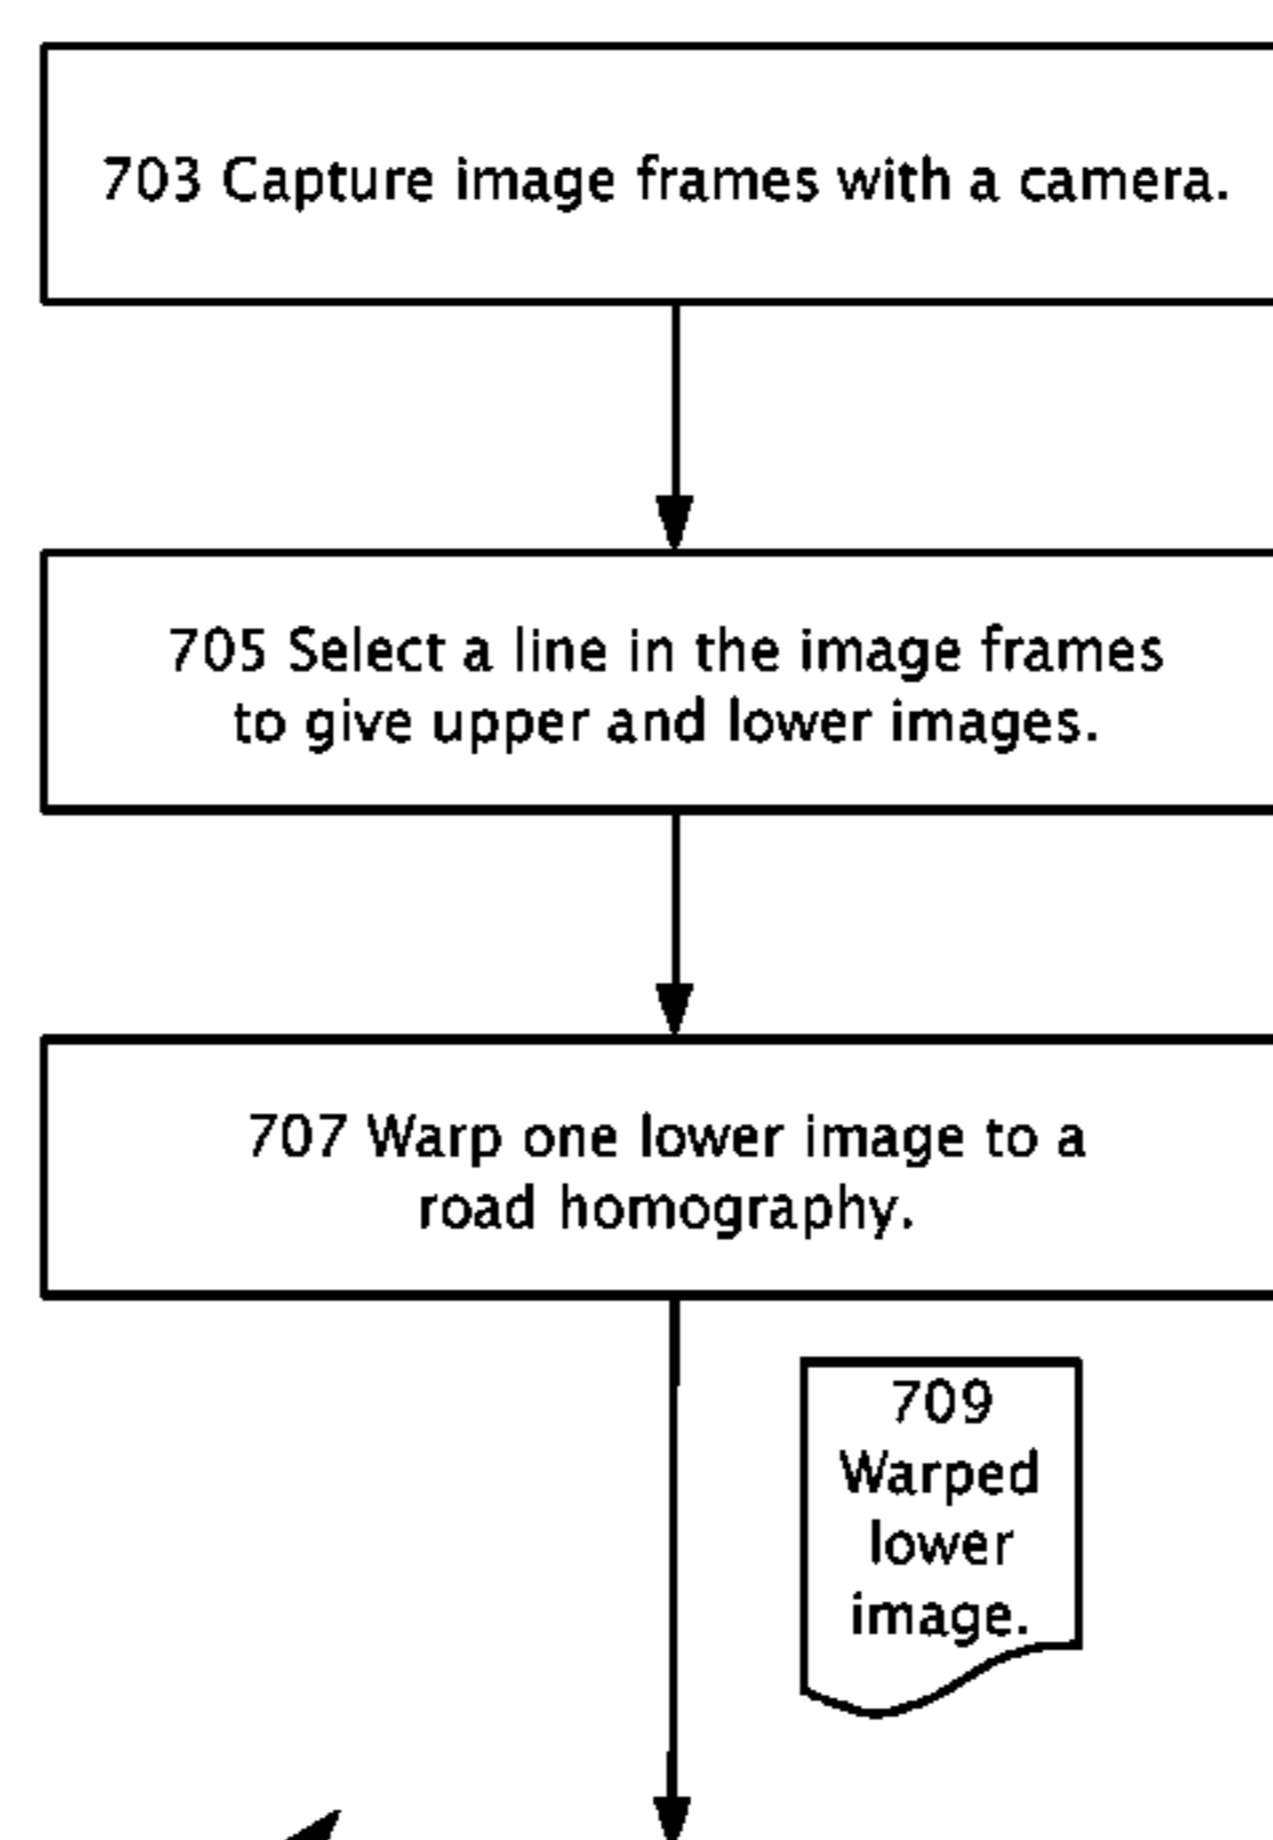 703 Capture image frames with a camera.
705 Select a line in the image frames
to give upper and lower images.
707 Warp one lower image to a
road homography.
709
Warped
lower
image.